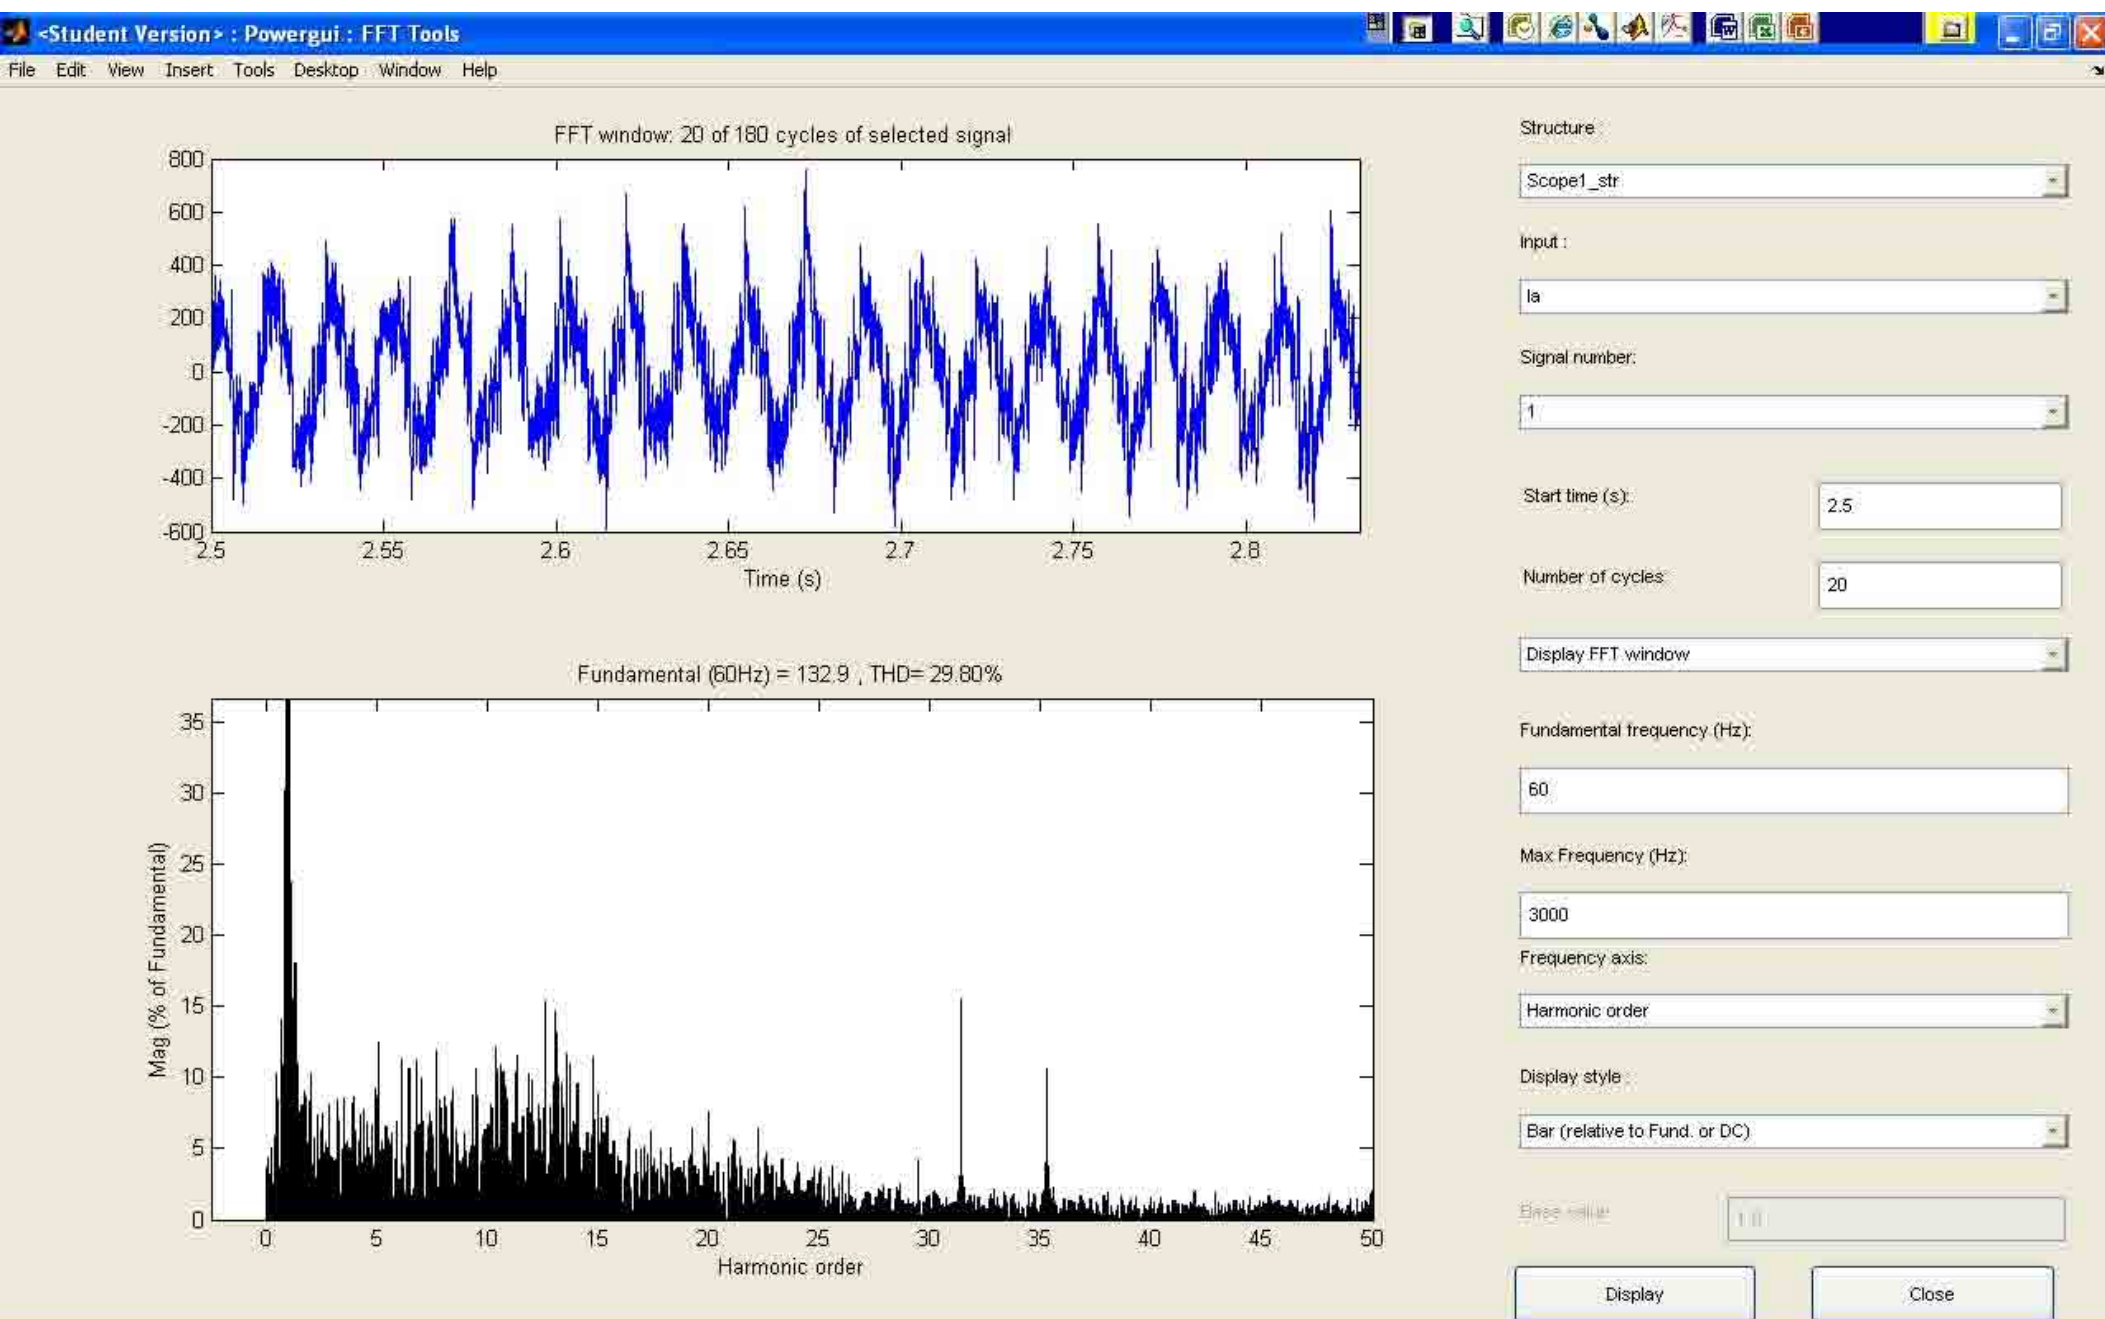 <Student Version> : Powergui : FFT Tools
File Edit View Insert Tools Desktop Window Help
FFT window: 20 of 180 cycles of selected signal
800
600
400
200
0
-200
-400
-600
2.5 2.55 2.6 2.65 2.7 2.75 2.8
Time (s)
Fundamental (60Hz) = 132.9 , THD= 29.80%
Mag (% of Fundamental)
35
30
25
20
15
10
5
0
0 5 10 15 20 25 30 35 40 45 50
Harmonic order
Structure :
Scope1_str
Input :
Ia
Signal number:
1
Start time (s):
2.5
Number of cycles:
20
Display FFT window
Fundamental frequency (Hz):
60
Max Frequency (Hz):
3000
Frequency axis:
Harmonic order
Display style :
Bar (relative to Fund. or DC)
Base value:
1.0
Display
Close